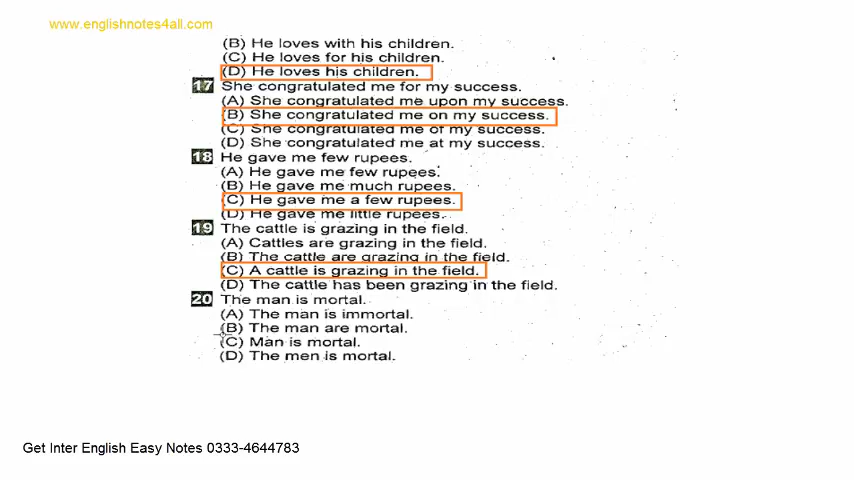 www.englishnotes4all.com
(B) He loves with his children.
(C) He loves for his children.
(D) He loves his children.
17 She congratulated me for my success.
(A) She congratulated me upon my success.
(B) She congratulated me on my success.
(C) She congratulated me of my success.
(D) She congratulated me at my success.
18 He gave me few rupees.
(A) He gave me few rupees.
(B) He gave me much rupees.
(C) He gave me a few rupees.
(D) He gave me little rupees.
19 The cattle is grazing in the field.
(A) Cattles are grazing in the field.
(B) The cattle are grazing in the field.
(C) A cattle is grazing in the field.
(D) The cattle has been grazing in the field.
20 The man is mortal.
(A) The man is immortal.
(B) The man are mortal.
(C) Man is mortal.
(D) The men is mortal.
Get Inter English Easy Notes 0333-4644783